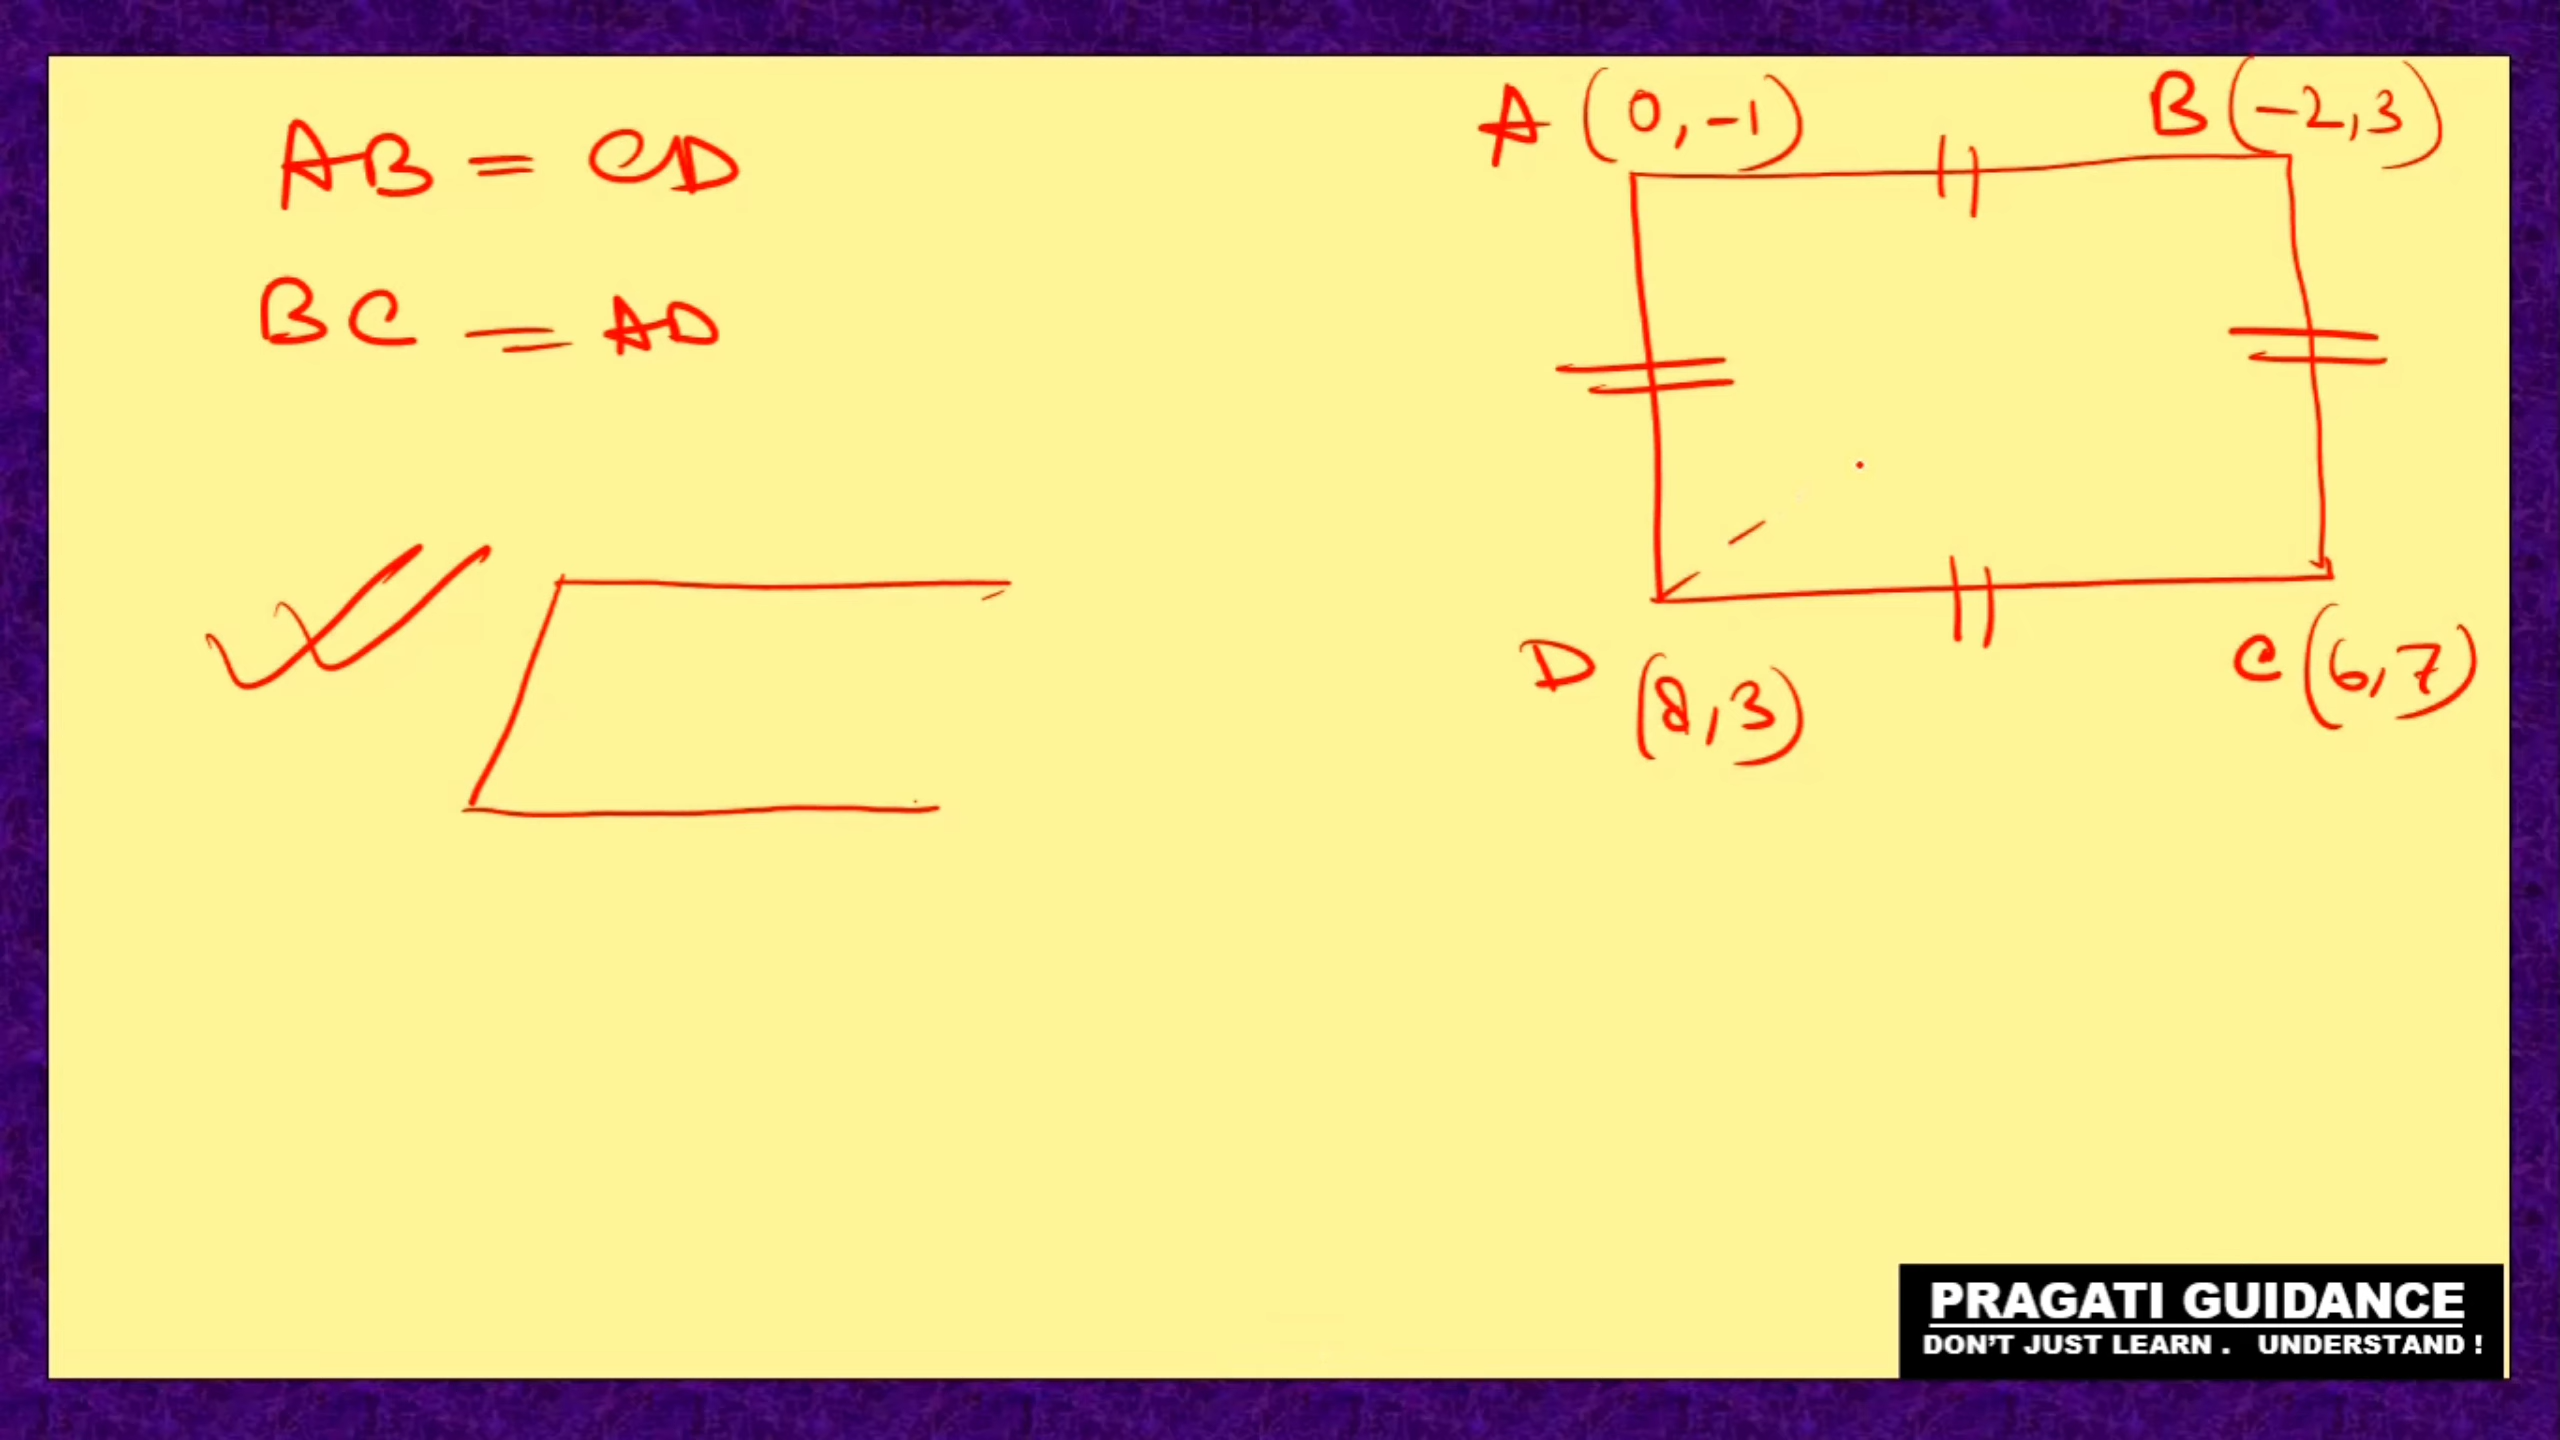 AB = CD
BC = AD
A (0,-1)
B (-2,3)
D (8,3)
C (6,7)
PRAGATI GUIDANCE
DON'T JUST LEARN . UNDERSTAND !